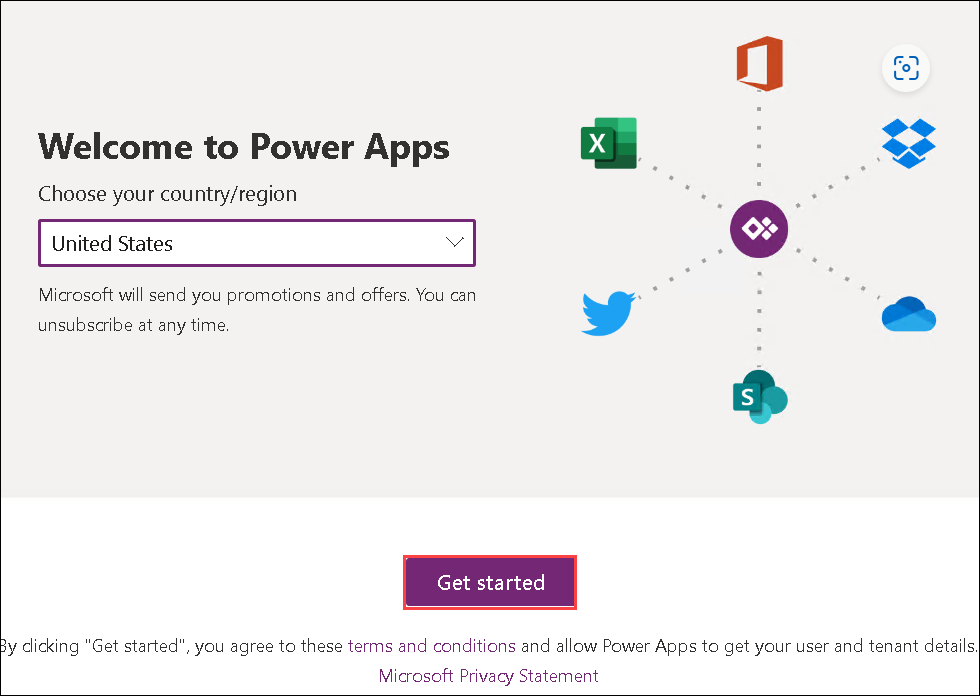 Welcome to Power Apps
Choose your country/region
United States
Microsoft will send you promotions and offers. You can
unsubscribe at any time.
X
S
Get started
By clicking "Get started", you agree to these terms and conditions and allow Power Apps to get your user and tenant details.
Microsoft Privacy Statement